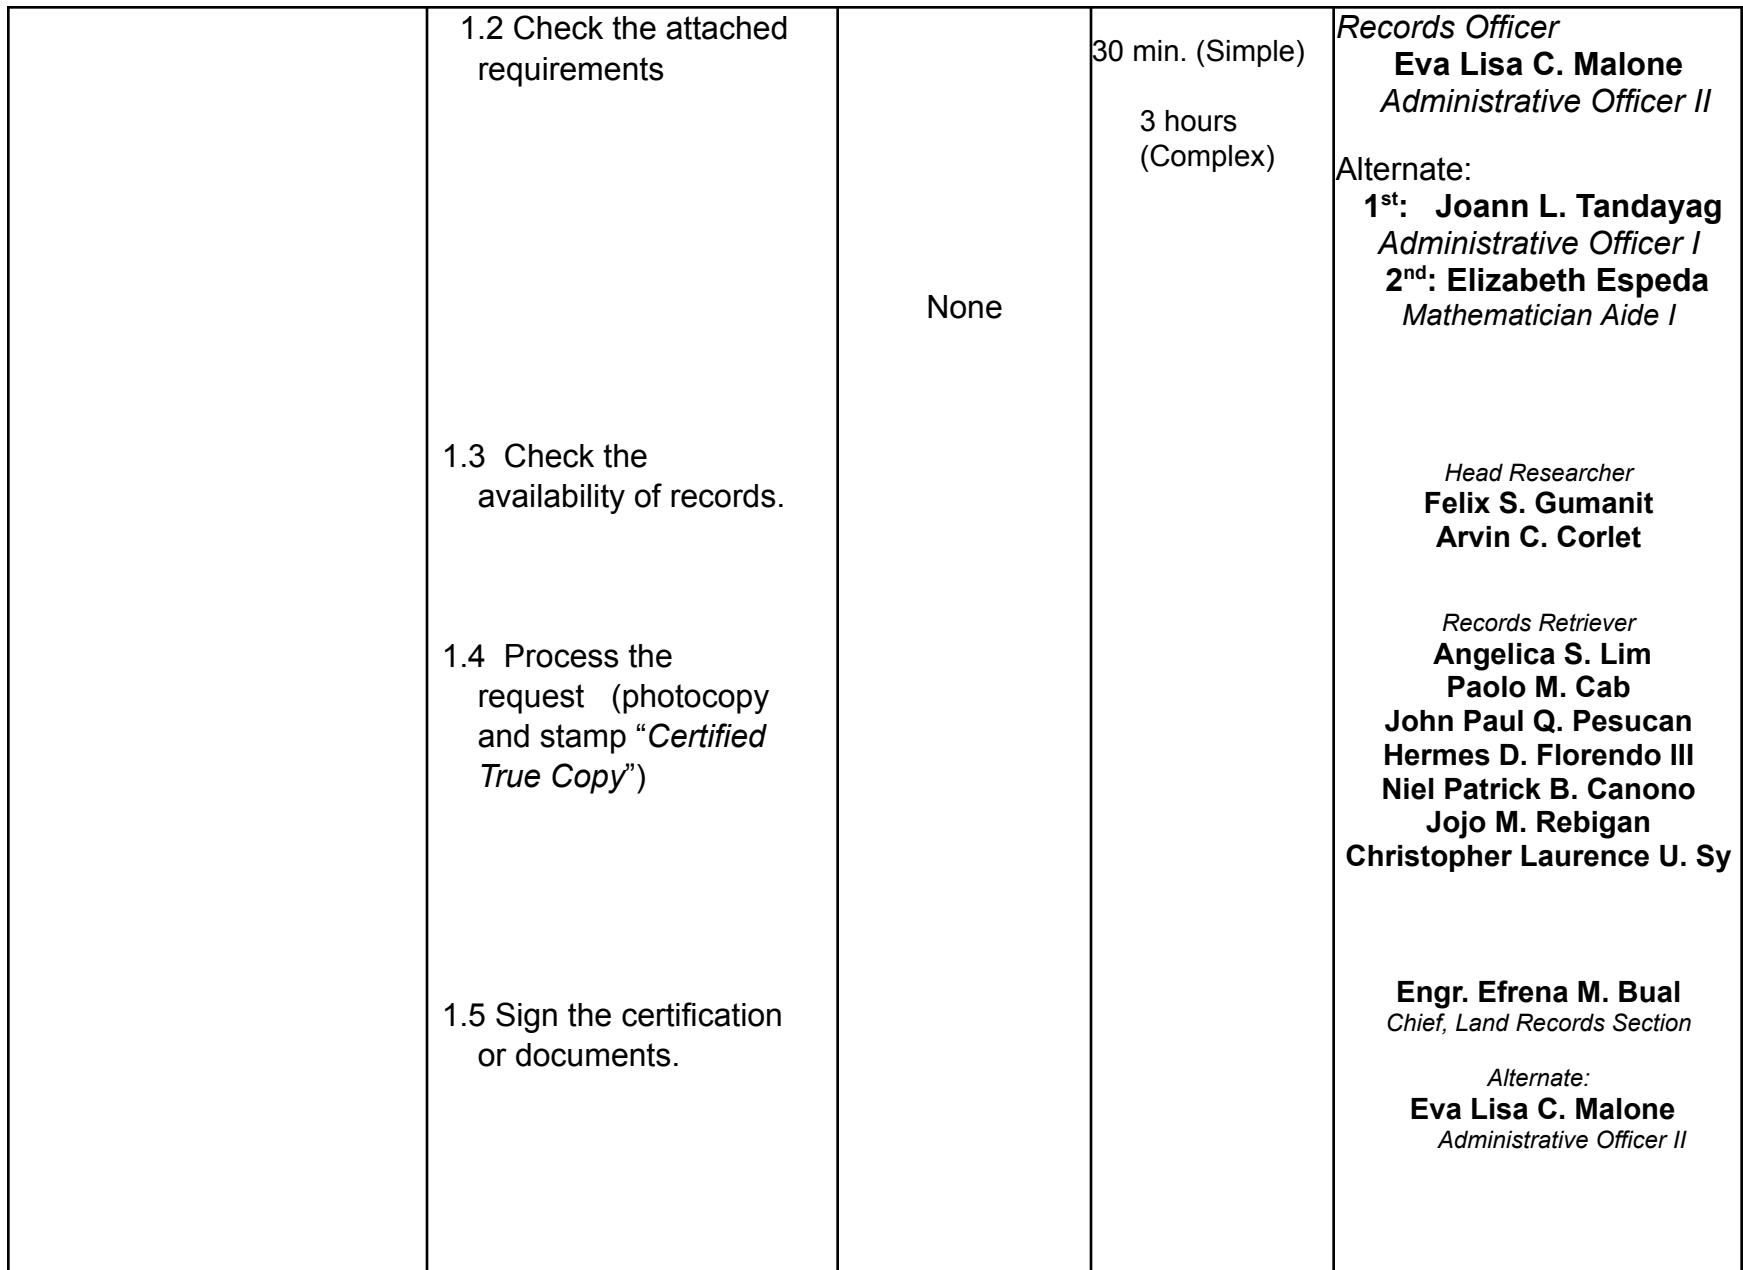 1.2 Check the attached
requirements
None
30 min. (Simple)
3 hours
(Complex)
Records Officer
Eva Lisa C. Malone
Administrative Officer II
Alternate:
1st: Joann L. Tandayag
Administrative Officer I
2nd: Elizabeth Espeda
Mathematician Aide I
1.3 Check the
availability of records.
Head Researcher
Felix S. Gumanit
Arvin C. Corlet
1.4 Process the
request (photocopy
and stamp “Certified
True Copy”)
Records Retriever
Angelica S. Lim
Paolo M. Cab
John Paul Q. Pesucan
Hermes D. Florendo III
Niel Patrick B. Canono
Jojo M. Rebigan
Christopher Laurence U. Sy
1.5 Sign the certification
or documents.
Engr. Efrena M. Bual
Chief, Land Records Section
Alternate:
Eva Lisa C. Malone
Administrative Officer II